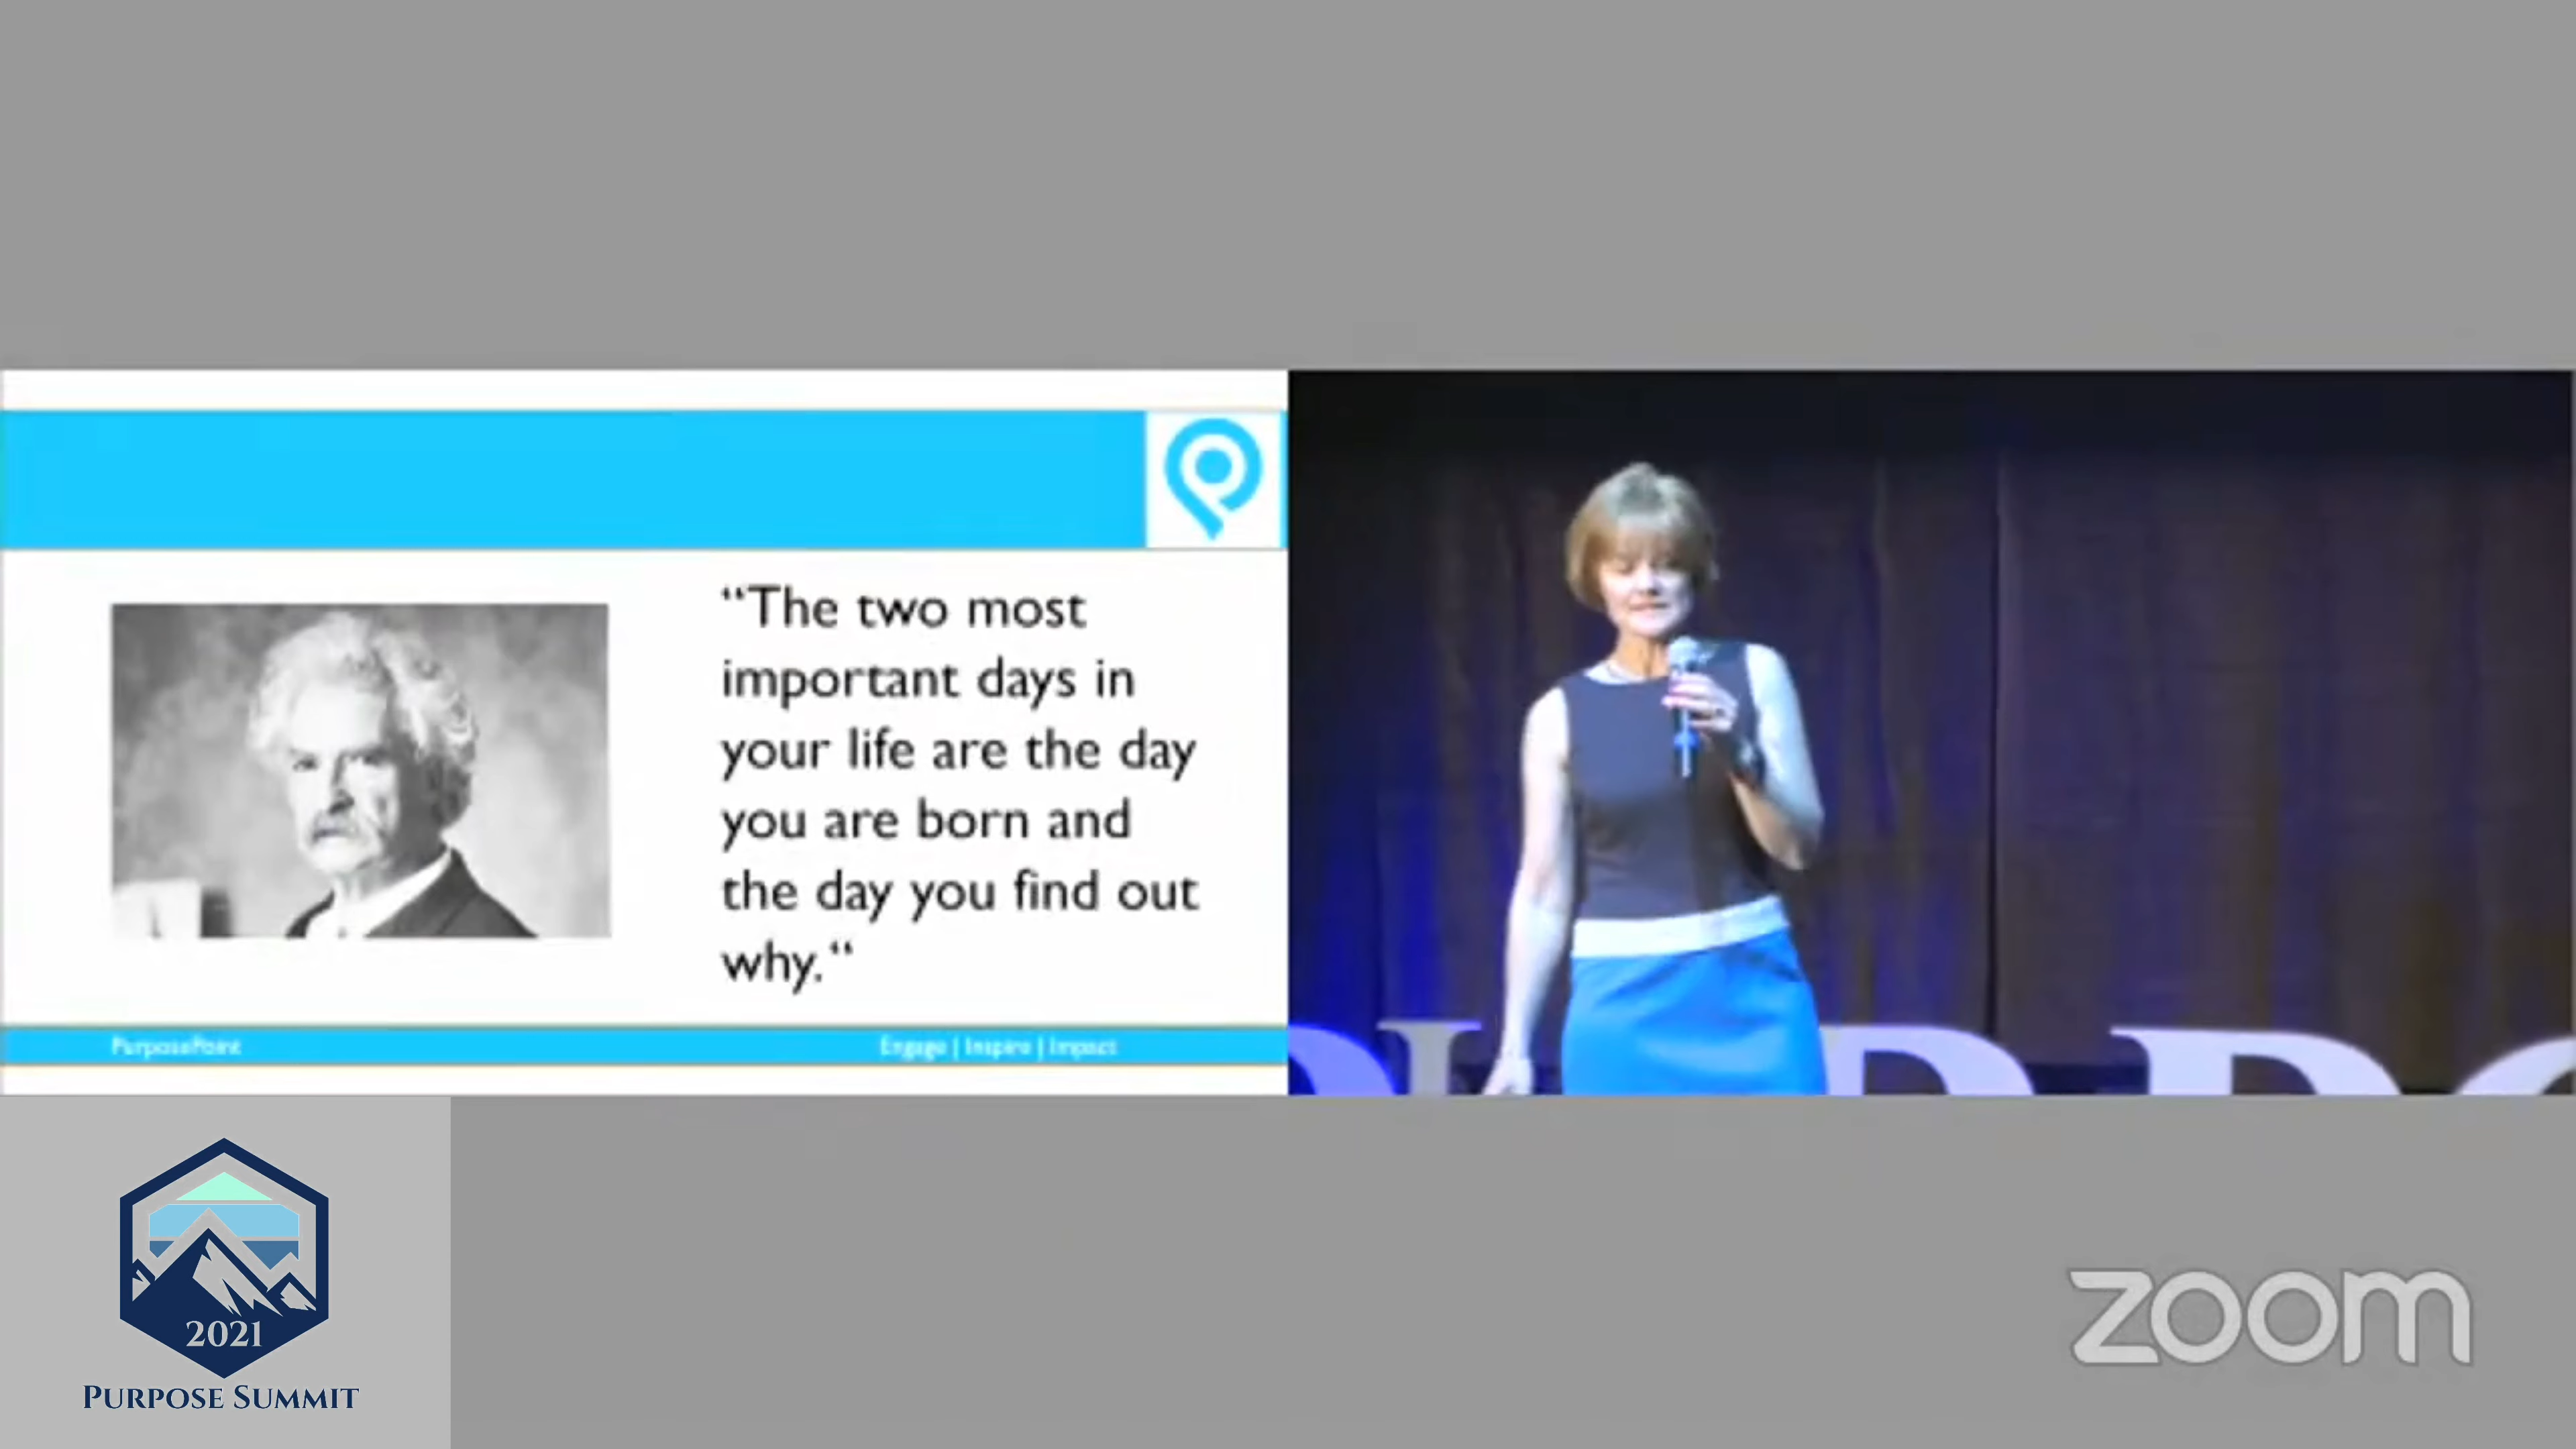 “The two most
important days in
your life are the day
you are born and
the day you find out
why.“
PurposePoint
Engage | Inspire | Impact
2021
PURPOSE SUMMIT
zoom